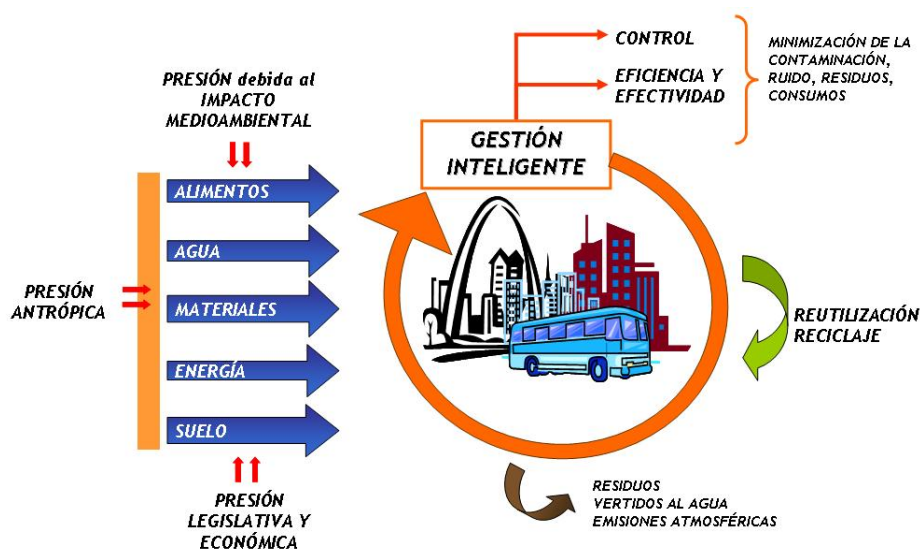 PRESIÓN debida al
IMPACTO
MEDIOAMBIENTAL
ALIMENTOS
AGUA
MATERIALES
ENERGÍA
SUELO
PRESIÓN
ANTRÓPICA
PRESIÓN
LEGISLATIVA Y
ECONÓMICA
GESTIÓN
INTELIGENTE
CONTROL
EFICIENCIA Y
EFECTIVIDAD
MINIMIZACIÓN DE LA
CONTAMINACIÓN,
RUIDO, RESIDUOS,
CONSUMOS
REUTILIZACIÓN
RECICLAJE
RESIDUOS
VERTIDOS AL AGUA
EMISIONES ATMOSFÉRICAS